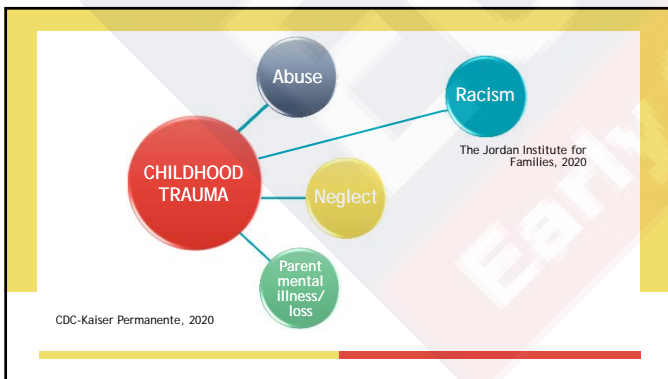 Abuse
Racism
The Jordan Institute for
Families, 2020
CHILDHOOD
TRAUMA
Neglect
Parent
mental
illness/
loss
CDC-Kaiser Permanente, 2020
Early